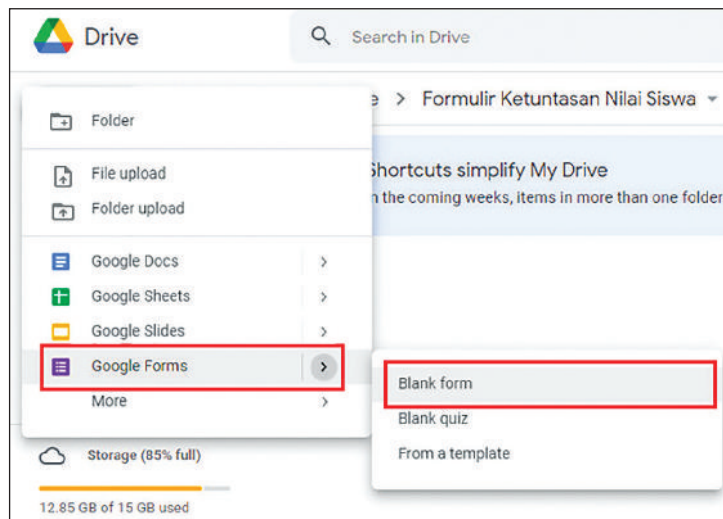 Drive
Search in Drive
e > Formulir Ketuntasan Nilai Siswa
Folder
File upload
Folder upload
Google Docs
Google Sheets
Google Slides
Google Forms
More
Shortcuts simplify My Drive
n the coming weeks, items in more than one folder
Blank form
Blank quiz
From a template
Storage (85% full)
12.85 GB of 15 GB used